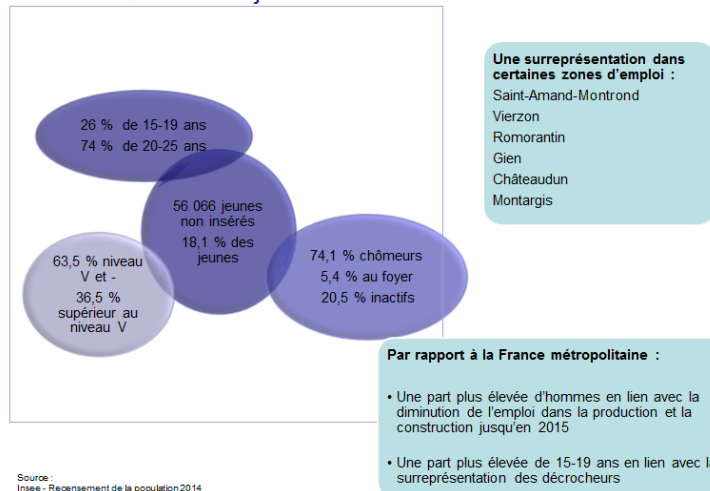 26 % de 15-19 ans
74 % de 20-25 ans
56 066 jeunes
non insérés
18,1 % des
jeunes
63,5 % niveau
V et -
36,5 %
supérieur au
niveau V
74,1 % chômeurs
5,4 % au foyer
20,5 % inactifs
Une surreprésentation dans
certaines zones d'emploi :
Saint-Amand-Montrond
Vierzon
Romorantin
Gien
Châteaudun
Montargis
Par rapport à la France métropolitaine :
• Une part plus élevée d'hommes en lien avec la
diminution de l'emploi dans la production et la
construction jusqu'en 2015
• Une part plus élevée de 15-19 ans en lien avec
surreprésentation des décrocheurs
Source :
Insee - Recensement de la population 2014